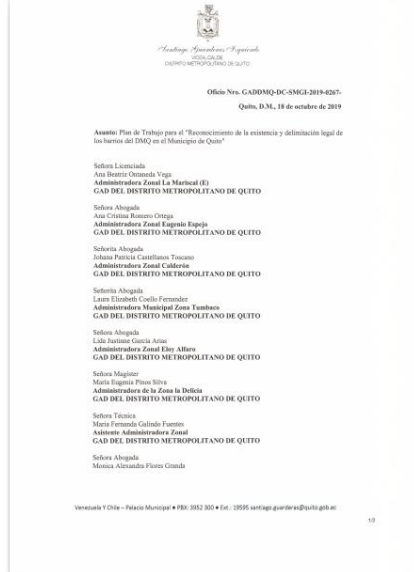 Santiago Guarderas Izquierdo
VICEALCALDE
DISTRITO METROPOLITANO DE QUITO
Oficio Nro. GADDMQ-DC-SMGI-2019-0267-
Quito, D.M., 18 de octubre de 2019
Asunto: Plan de Trabajo para el "Reconocimiento de la existencia y delimitación legal de
los barrios del DMQ en el Municipio de Quito"
Señora Licenciada
Ana Beatriz Ontaneda Vega
Administradora Zonal La Mariscal (E)
GAD DEL DISTRITO METROPOLITANO DE QUITO
Señora Abogada
Ana Cristina Romero Ortega
Administradora Zonal Eugenio Espejo
GAD DEL DISTRITO METROPOLITANO DE QUITO
Señorita Abogada
Johana Patricia Castellanos Toscano
Administradora Zonal Calderón
GAD DEL DISTRITO METROPOLITANO DE QUITO
Señorita Abogada
Laura Elizabeth Coello Fernandez
Administradora Municipal Zona Tumbaco
GAD DEL DISTRITO METROPOLITANO DE QUITO
Señora Abogada
Lida Justinne García Arias
Administradora Zonal Eloy Alfaro
GAD DEL DISTRITO METROPOLITANO DE QUITO
Señora Magíster
María Eugenia Pinos Silva
Administradora de la Zona la Delicia
GAD DEL DISTRITO METROPOLITANO DE QUITO
Señora Técnica
María Fernanda Galindo Fuentes
Asistente Administradora Zonal
GAD DEL DISTRITO METROPOLITANO DE QUITO
Señora Abogada
Monica Alexandra Flores Granda
Venezuela Y Chile – Palacio Municipal ● PBX: 3952 300 ● Ext.: 19595 santiago.guarderas@quito.gob.ec
1/3